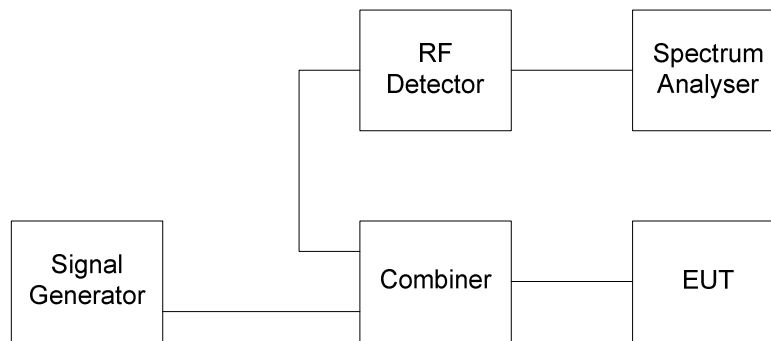 RF
Detector
Spectrum
Analyser
Signal
Generator
Combiner
EUT